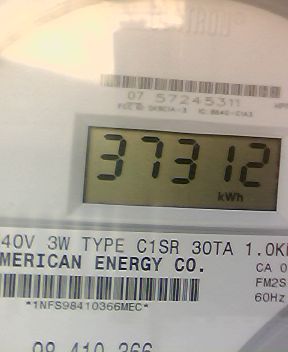 07 57245311
37312
kWh
40V 3W TYPE C1SR 30TA 1.0K
MERICAN ENERGY CO.
CA 0
FM2S
60Hz
*1NFS98410366MEC*
98 410 366